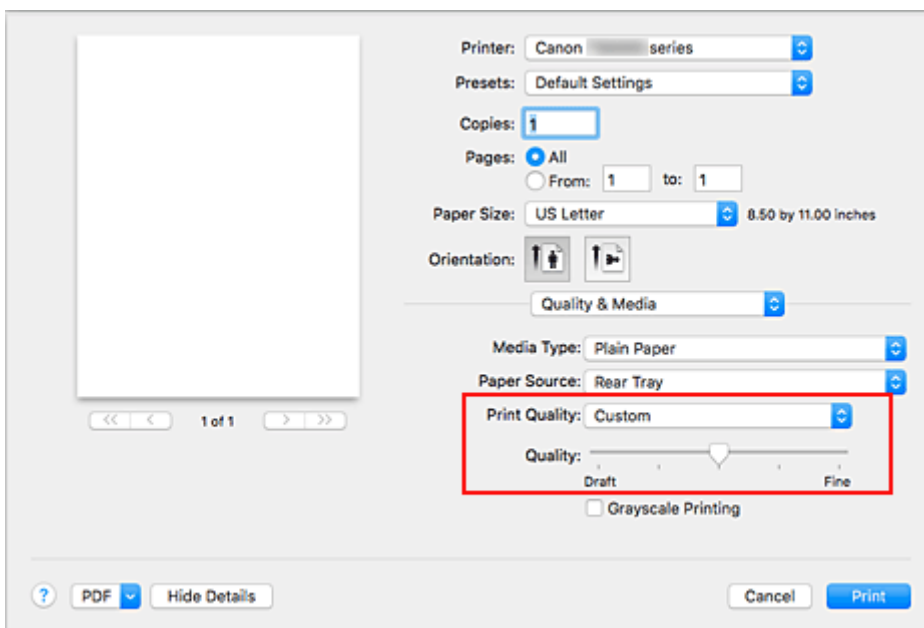 Printer: Canon series
Presets: Default Settings
Copies: 1
Pages: All
From: 1 to: 1
Paper Size: US Letter 8.50 by 11.00 inches
Orientation:
Quality & Media
Media Type: Plain Paper
Paper Source: Rear Tray
Print Quality: Custom
Quality:
Draft Fine
Grayscale Printing
<< < 1 of 1 > >>
? PDF Hide Details Cancel Print